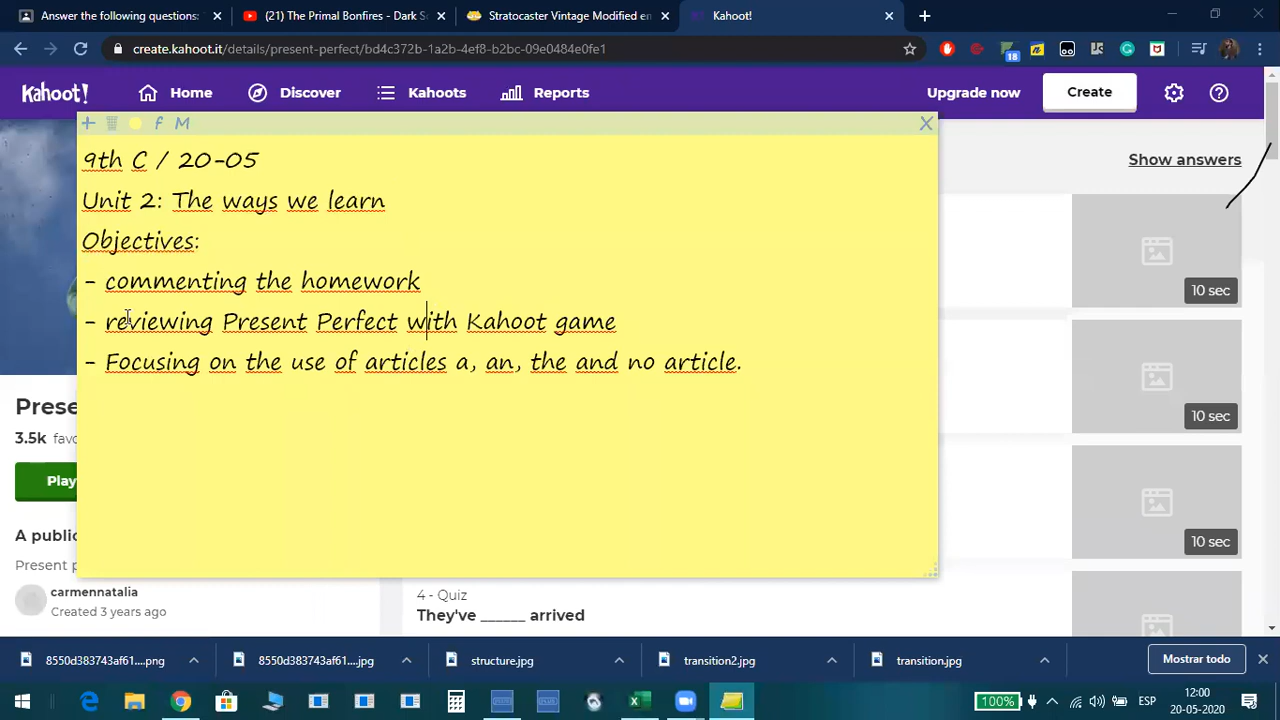 Answer the following questions: T
(21) The Primal Bonfires - Dark So
Stratocaster Vintage Modified em
Kahoot!
create.kahoot.it/details/present-perfect/bd4c372b-1a2b-4ef8-b2bc-09e0484e0fe1
18
Kahoot!
Home
Discover
Kahoots
Reports
Upgrade now
Create
f M
9th C / 20-05
Unit 2: The ways we learn
Objectives:
- commenting the homework
- reviewing Present Perfect with Kahoot game
- Focusing on the use of articles a, an, the and no article.
Show answers
10 sec
10 sec
10 sec
Prese
3.5k favo
Play
A public
Present p
carmennatalia
Created 3 years ago
4 - Quiz
They've ______ arrived
8550d383743af61....png
8550d383743af61....jpg
structure.jpg
transition2.jpg
transition.jpg
Mostrar todo
100%
ESP
12:00
20-05-2020